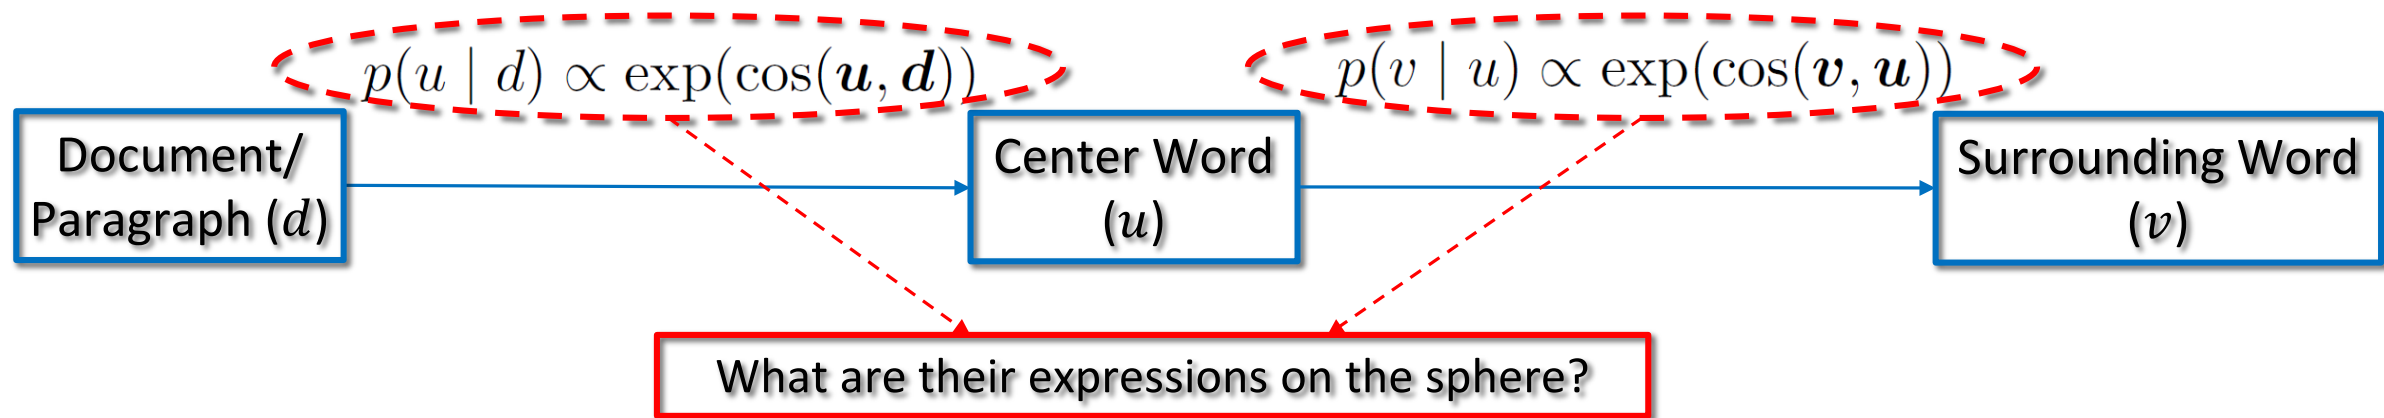 p(u | d) ∝ exp(cos(u, d))
p(v | u) ∝ exp(cos(v, u))
Document/
Paragraph (d)
Center Word
(u)
Surrounding Word
(v)
What are their expressions on the sphere?